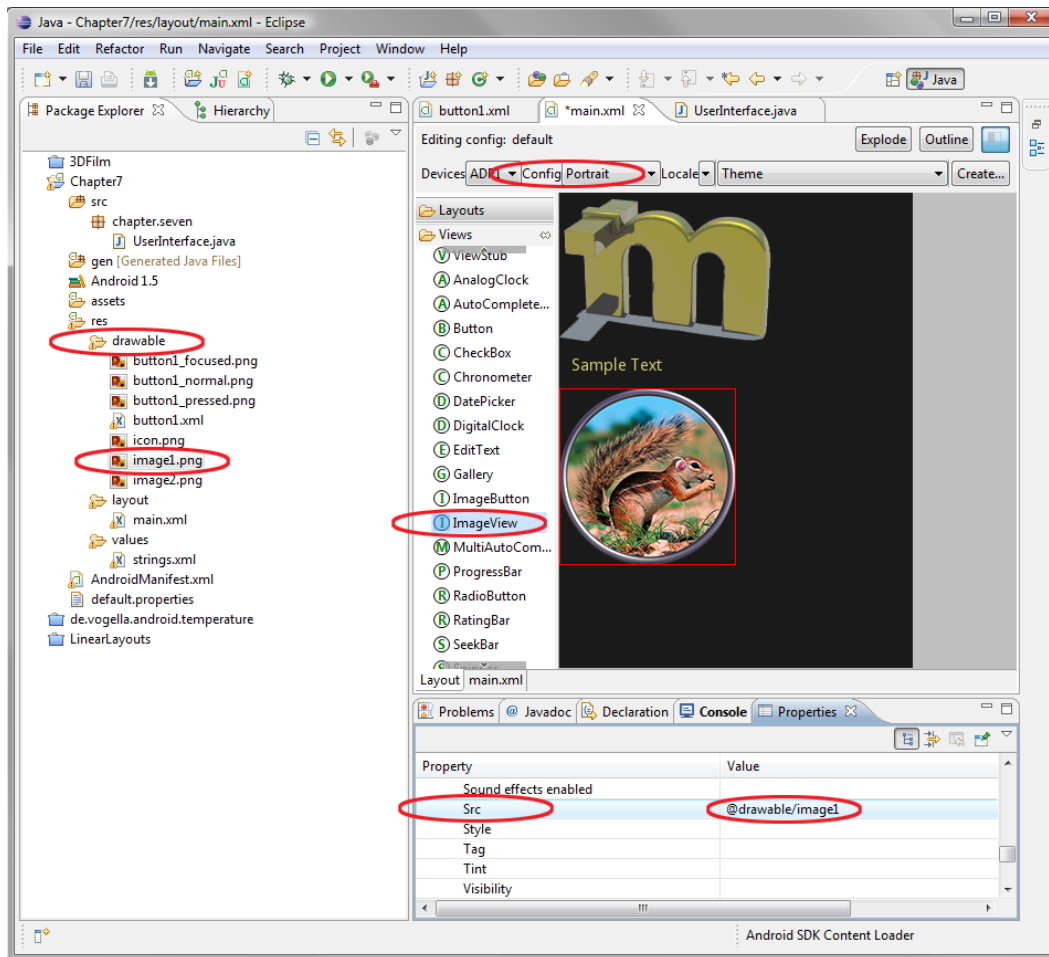 Java - Chapter7/res/layout/main.xml - Eclipse
File Edit Refactor Run Navigate Search Project Window Help
Java
Package Explorer Hierarchy
3DFilm
Chapter7
src
chapter.seven
UserInterface.java
gen [Generated Java Files]
Android 1.5
assets
res
drawable
button1_focused.png
button1_normal.png
button1_pressed.png
button1.xml
icon.png
image1.png
image2.png
layout
main.xml
values
strings.xml
AndroidManifest.xml
default.properties
de.vogella.android.temperature
LinearLayouts
button1.xml *main.xml UserInterface.java
Editing config: default Explode Outline
Devices ADP1 Config Portrait Locale Theme Create...
Layouts
Views
ViewStub
AnalogClock
AutoComplete...
Button
CheckBox
Chronometer
DatePicker
DigitalClock
EditText
Gallery
ImageButton
ImageView
MultiAutoCom...
ProgressBar
RadioButton
RatingBar
SeekBar
m
Sample Text
Layout main.xml
Problems Javadoc Declaration Console Properties
Property Value
Sound effects enabled
Src @drawable/image1
Style
Tag
Tint
Visibility
Android SDK Content Loader